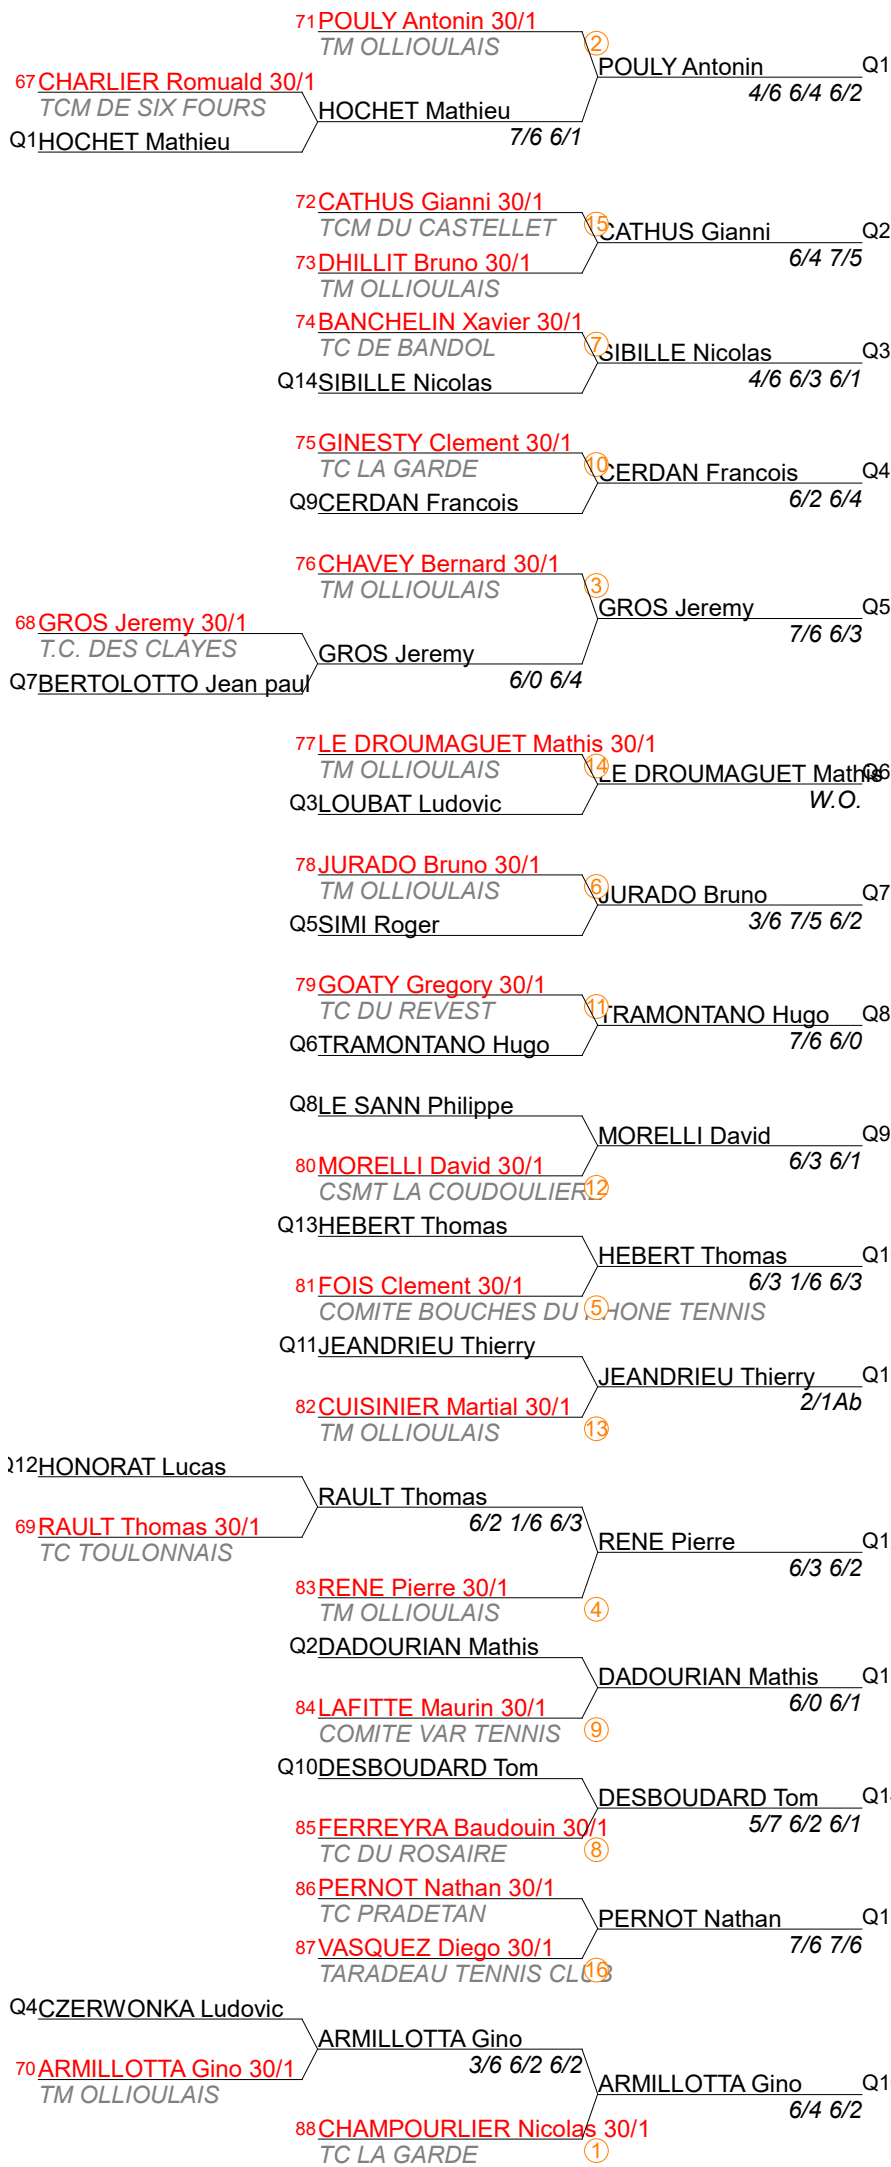 71 POULY Antonin 30/1
TM OLLIOULAIS
2
POULY Antonin Q1
4/6 6/4 6/2
67 CHARLIER Romuald 30/1
TCM DE SIX FOURS
HOCHET Mathieu
7/6 6/1
Q1 HOCHET Mathieu
72 CATHUS Gianni 30/1
TCM DU CASTELLET
15
CATHUS Gianni Q2
6/4 7/5
73 DHILLIT Bruno 30/1
TM OLLIOULAIS
74 BANCHELIN Xavier 30/1
TC DE BANDOL
7
SIBILLE Nicolas Q3
4/6 6/3 6/1
Q14 SIBILLE Nicolas
75 GINESTY Clement 30/1
TC LA GARDE
10
CERDAN Francois Q4
6/2 6/4
Q9 CERDAN Francois
76 CHAVEY Bernard 30/1
TM OLLIOULAIS
3
GROS Jeremy Q5
7/6 6/3
68 GROS Jeremy 30/1
T.C. DES CLAYES
GROS Jeremy
6/0 6/4
Q7 BERTOLOTTO Jean paul
77 LE DROUMAGUET Mathis 30/1
TM OLLIOULAIS
14
LE DROUMAGUET Mathis Q6
W.O.
Q3 LOUBAT Ludovic
78 JURADO Bruno 30/1
TM OLLIOULAIS
6
JURADO Bruno Q7
3/6 7/5 6/2
Q5 SIMI Roger
79 GOATY Gregory 30/1
TC DU REVEST
11
TRAMONTANO Hugo Q8
7/6 6/0
Q6 TRAMONTANO Hugo
Q8 LE SANN Philippe
MORELLI David Q9
6/3 6/1
80 MORELLI David 30/1
CSMT LA COUDOULIERE
12
Q13 HEBERT Thomas
HEBERT Thomas Q1
6/3 1/6 6/3
81 FOIS Clement 30/1
COMITE BOUCHES DU RHONE TENNIS
5
Q11 JEANDRIEU Thierry
JEANDRIEU Thierry Q1
2/1Ab
82 CUISINIER Martial 30/1
TM OLLIOULAIS
13
Q12 HONORAT Lucas
RAULT Thomas
6/2 1/6 6/3
69 RAULT Thomas 30/1
TC TOULONNAIS
RENE Pierre Q1
6/3 6/2
83 RENE Pierre 30/1
TM OLLIOULAIS
4
Q2 DADOURIAN Mathis
DADOURIAN Mathis Q1
6/0 6/1
84 LAFITTE Maurin 30/1
COMITE VAR TENNIS
9
Q10 DESBOUDARD Tom
DESBOUDARD Tom Q1
5/7 6/2 6/1
85 FERREYRA Baudouin 30/1
TC DU ROSAIRE
8
86 PERNOT Nathan 30/1
TC PRADETAN
PERNOT Nathan Q1
7/6 7/6
87 VASQUEZ Diego 30/1
TARADEAU TENNIS CLUB
16
Q4 CZERWONKA Ludovic
ARMILLOTTA Gino
3/6 6/2 6/2
70 ARMILLOTTA Gino 30/1
TM OLLIOULAIS
ARMILLOTTA Gino Q1
6/4 6/2
88 CHAMPOURLIER Nicolas 30/1
TC LA GARDE
1